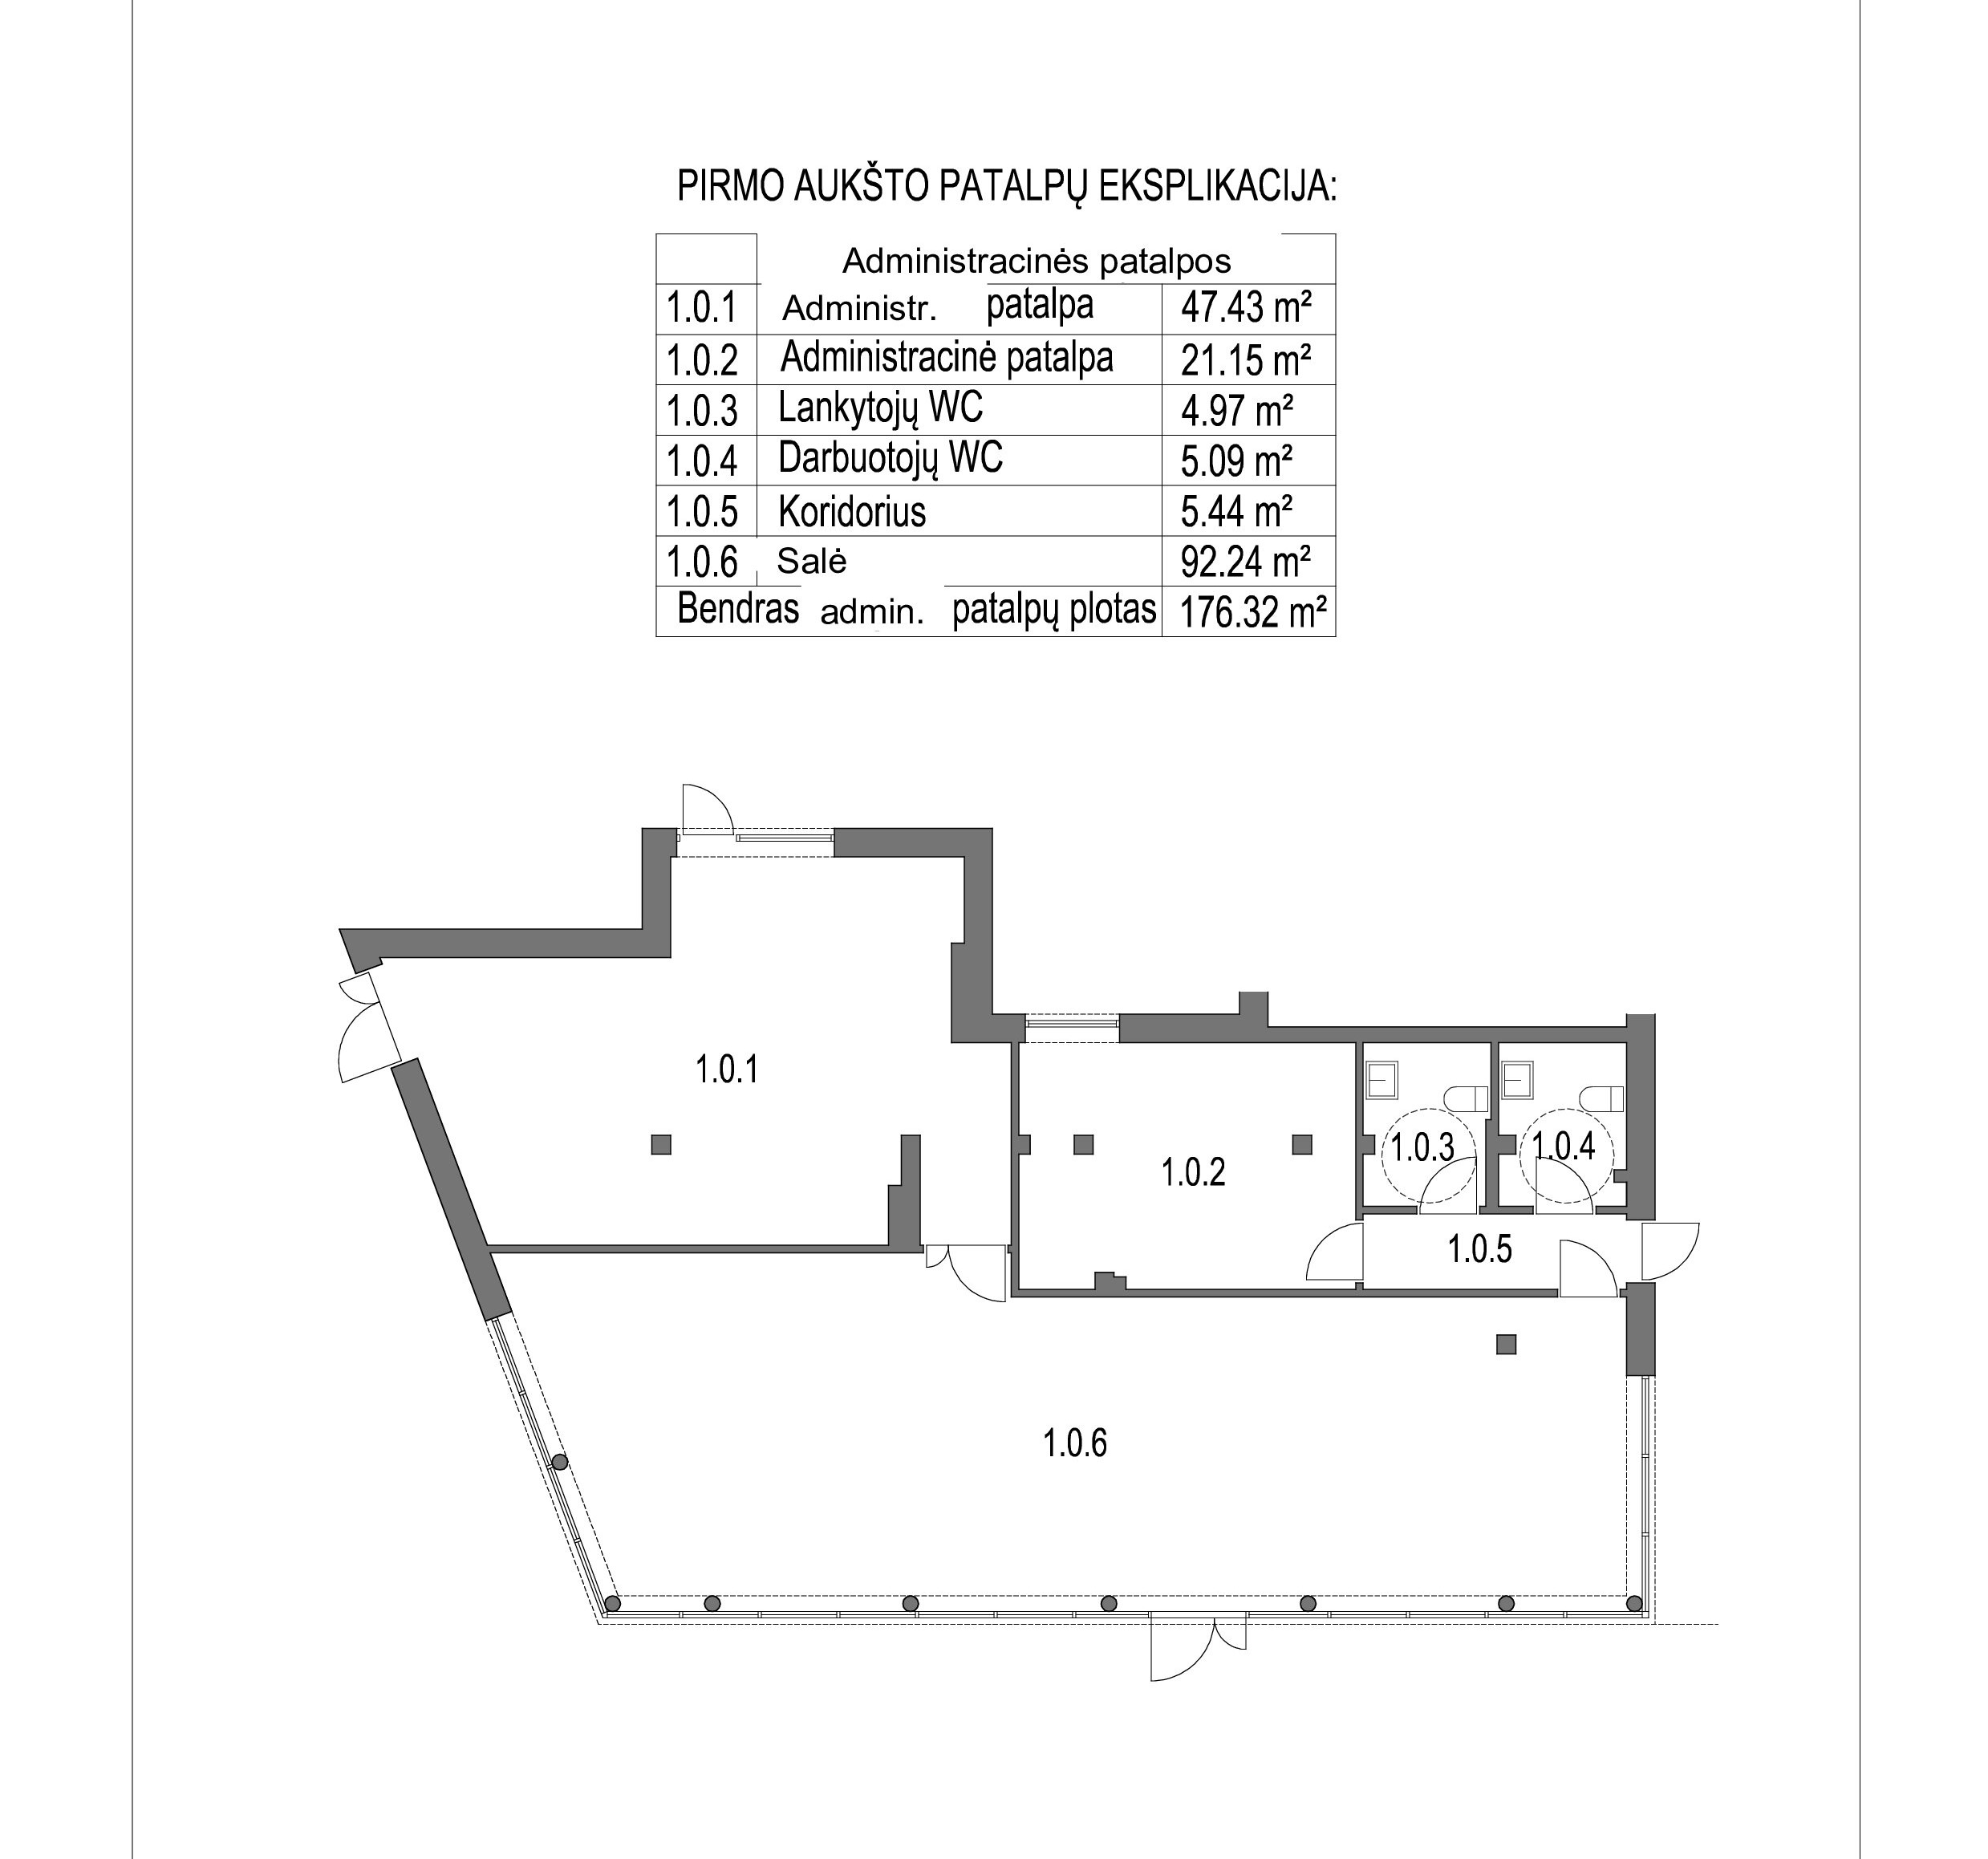 PIRMO AUKŠTO PATALPŲ EKSPLIKACIJA:
Administracinės patalpos
1.0.1 Administr. patalpa 47.43 m²
1.0.2 Administracinė patalpa 21.15 m²
1.0.3 Lankytojų WC 4.97 m²
1.0.4 Darbuotojų WC 5.09 m²
1.0.5 Koridorius 5.44 m²
1.0.6 Salė 92.24 m²
Bendras admin. patalpų plotas 176.32 m²
1.0.1
1.0.2
1.0.3
1.0.4
1.0.5
1.0.6